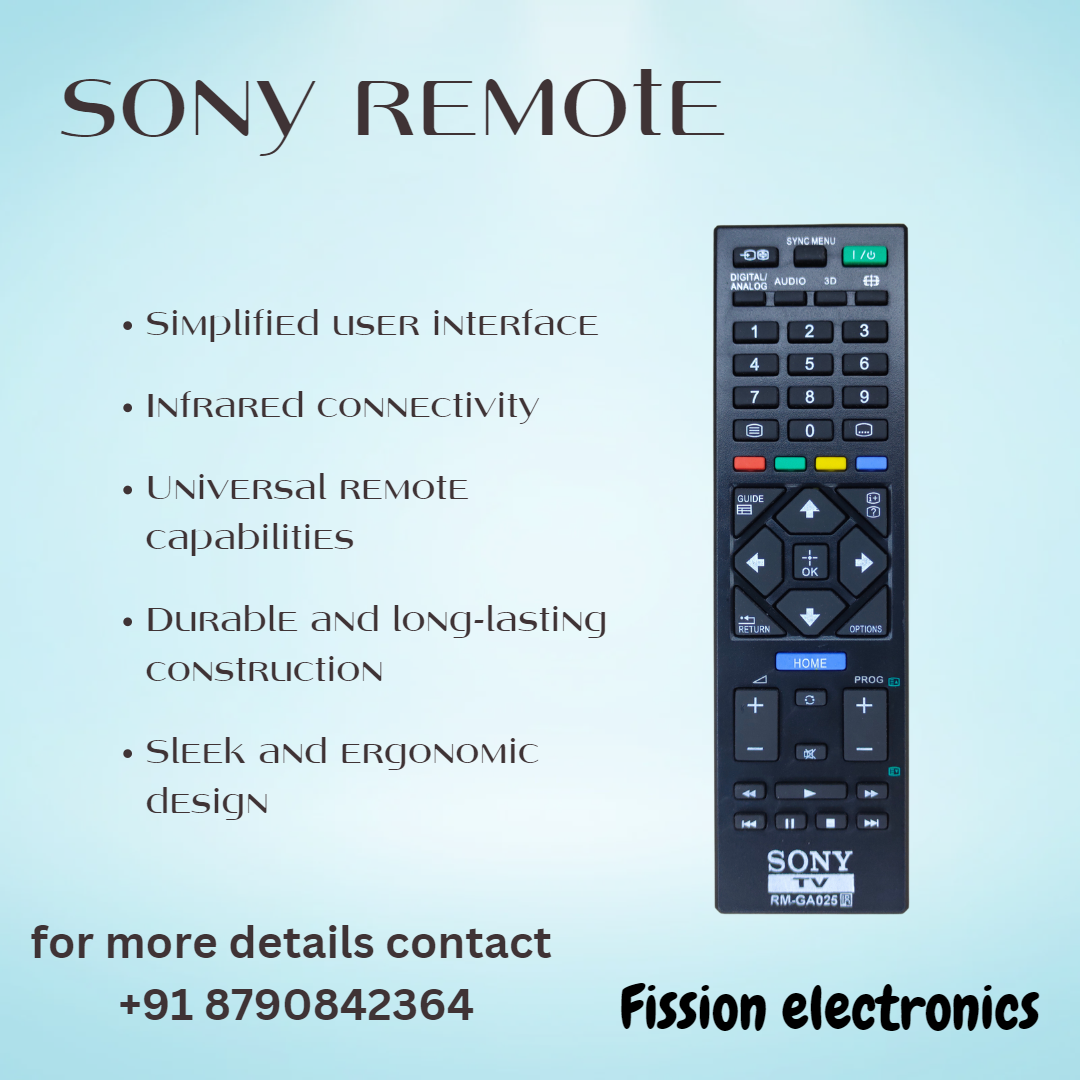 Sony Remote
• Simplified user interface
• Infrared connectivity
• Universal remote
capabilities
• Durable and long-lasting
construction
• Sleek and ergonomic
design
SYNC MENU
I/⏻
DIGITAL/
ANALOG AUDIO 3D
1 2 3
4 5 6
7 8 9
0
GUIDE
OK
RETURN OPTIONS
HOME
PROG
+ +
− −
SONY
TV
RM-GA025
for more details contact
+91 8790842364
Fission electronics